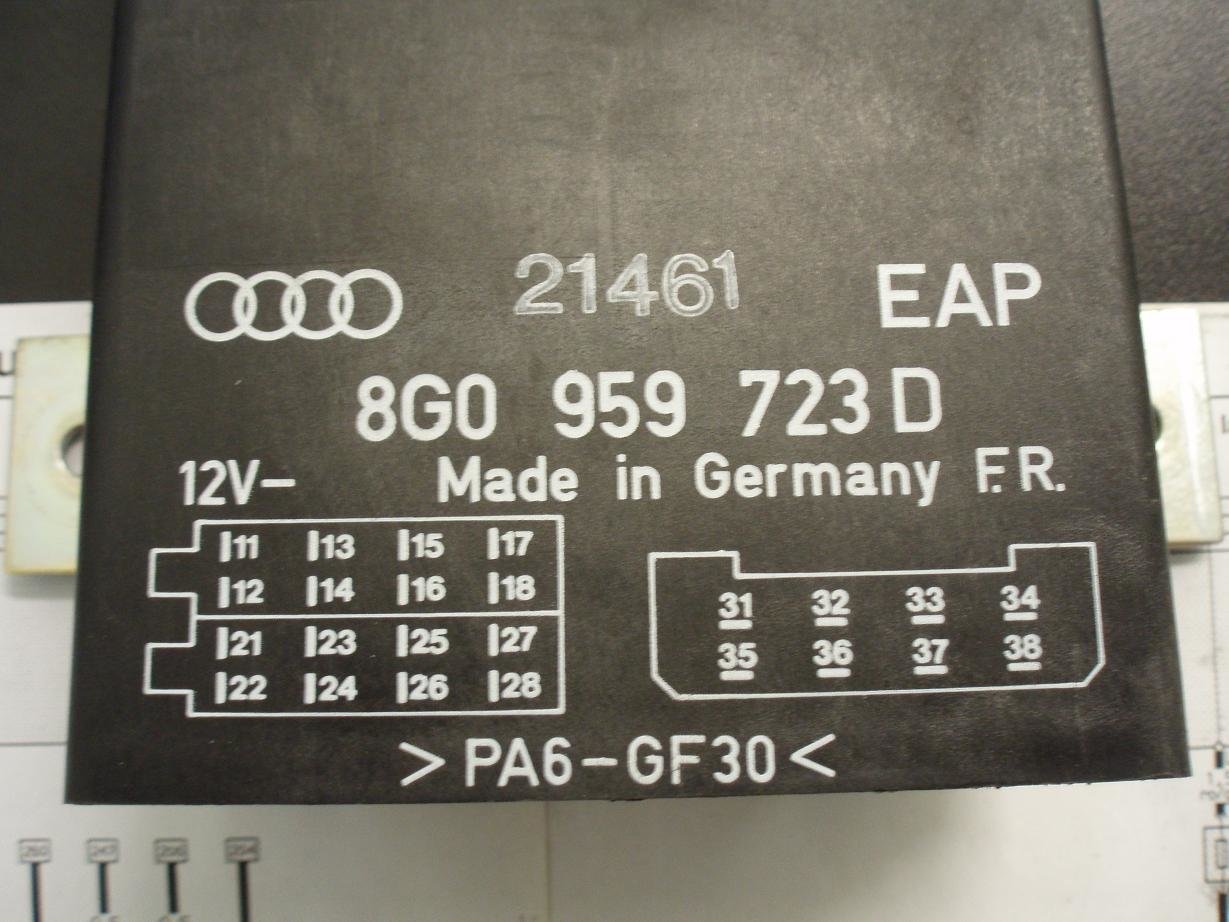 21461 EAP
8G0 959 723 D
12V– Made in Germany F.R.
11 13 15 17
12 14 16 18
21 23 25 27
22 24 26 28
31 32 33 34
35 36 37 38
>PA6-GF30<